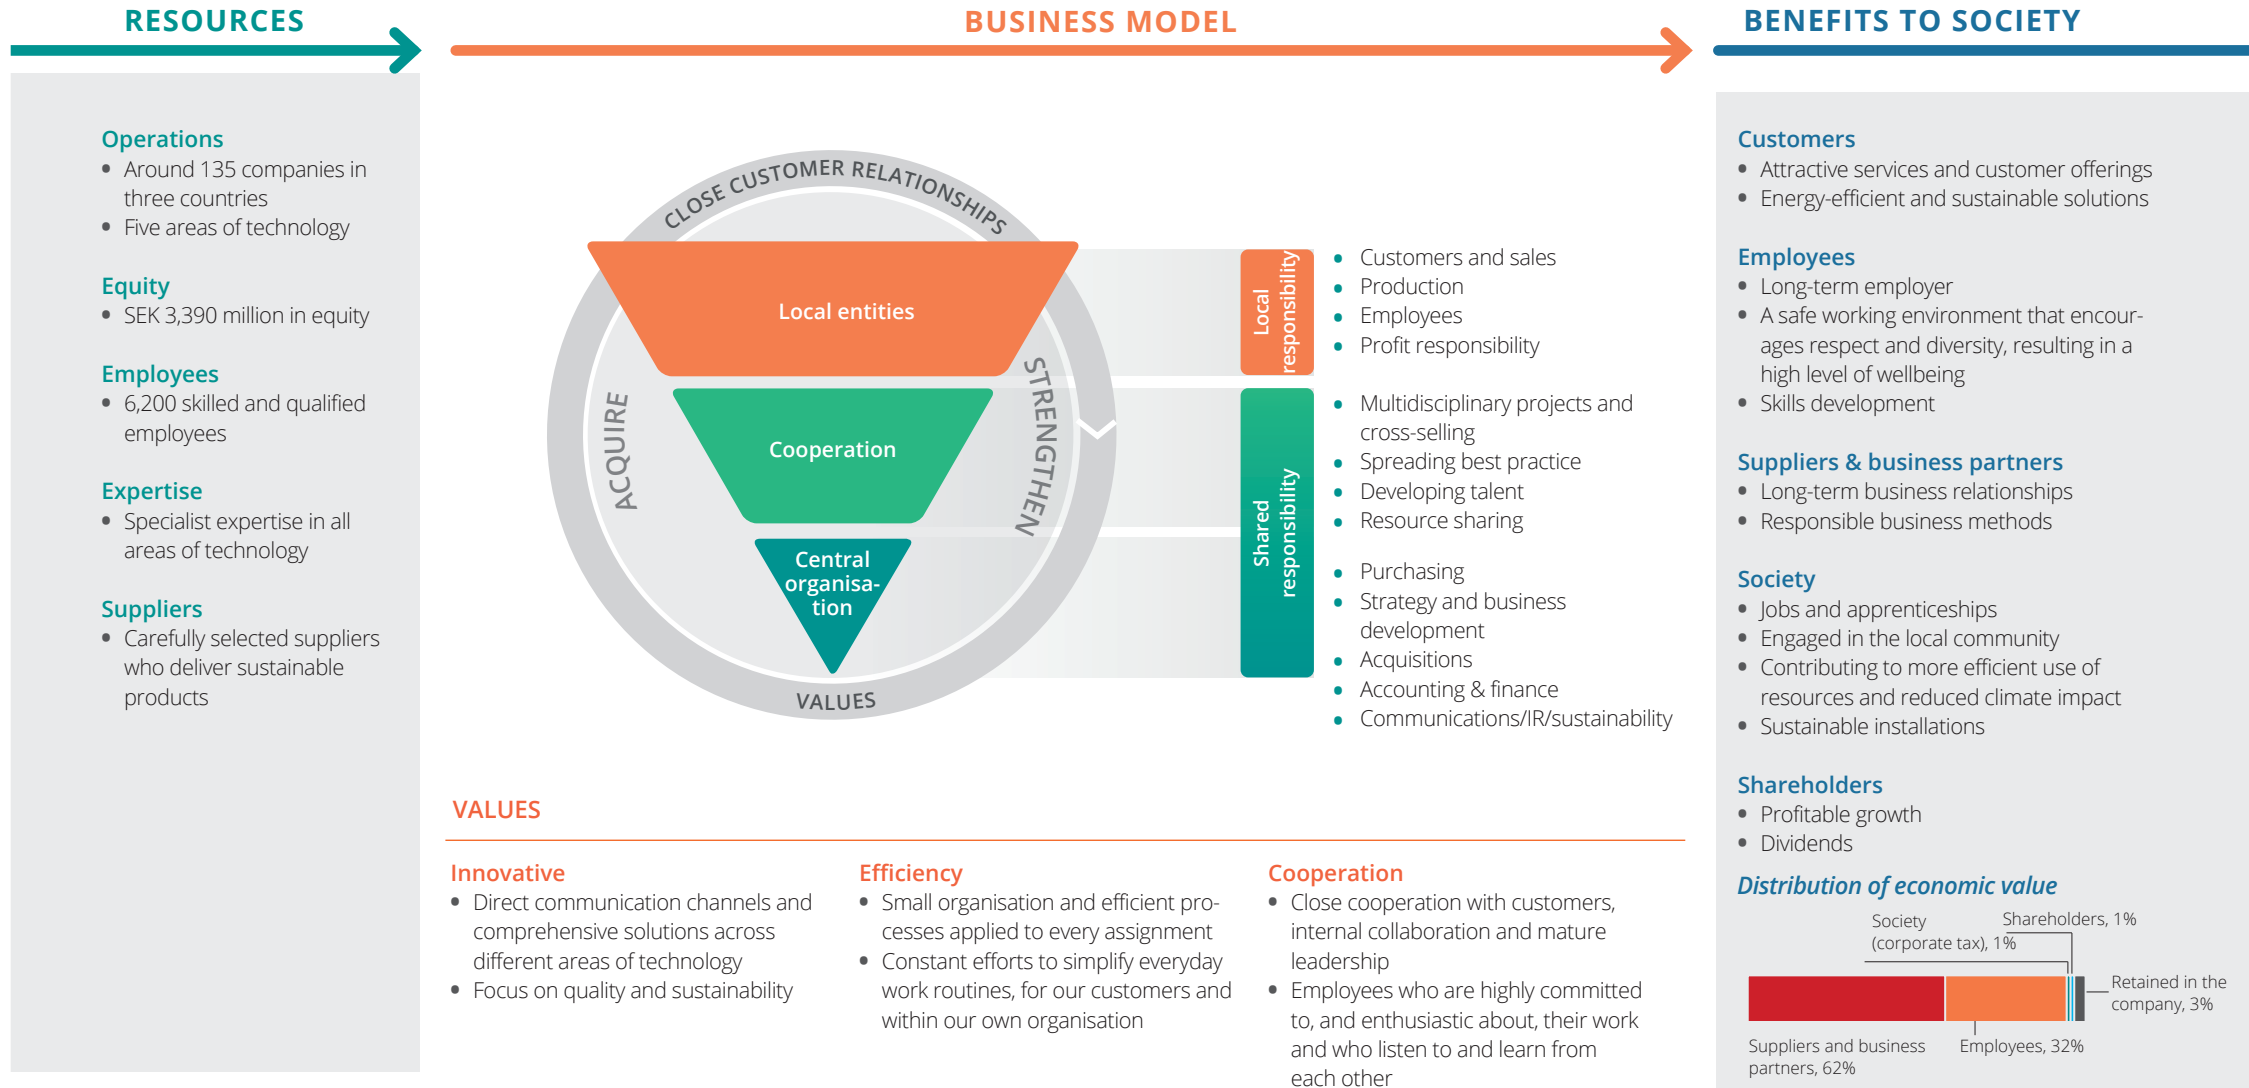 RESOURCES
Operations
• Around 135 companies in
three countries
• Five areas of technology
Equity
• SEK 3,390 million in equity
Employees
• 6,200 skilled and qualified
employees
Expertise
• Specialist expertise in all
areas of technology
Suppliers
• Carefully selected suppliers
who deliver sustainable
products
BUSINESS MODEL
CLOSE CUSTOMER RELATIONSHIPS
ACQUIRE
STRENGTHEN
VALUES
Local entities
Cooperation
Central
organisa-
tion
Local
responsibility
• Customers and sales
• Production
• Employees
• Profit responsibility
Shared
responsibility
• Multidisciplinary projects and
cross-selling
• Spreading best practice
• Developing talent
• Resource sharing
• Purchasing
• Strategy and business
development
• Acquisitions
• Accounting & finance
• Communications/IR/sustainability
VALUES
Innovative
• Direct communication channels and
comprehensive solutions across
different areas of technology
• Focus on quality and sustainability
Efficiency
• Small organisation and efficient pro-
cesses applied to every assignment
• Constant efforts to simplify everyday
work routines, for our customers and
within our own organisation
Cooperation
• Close cooperation with customers,
internal collaboration and mature
leadership
• Employees who are highly committed
to, and enthusiastic about, their work
and who listen to and learn from
each other
BENEFITS TO SOCIETY
Customers
• Attractive services and customer offerings
• Energy-efficient and sustainable solutions
Employees
• Long-term employer
• A safe working environment that encour-
ages respect and diversity, resulting in a
high level of wellbeing
• Skills development
Suppliers & business partners
• Long-term business relationships
• Responsible business methods
Society
• Jobs and apprenticeships
• Engaged in the local community
• Contributing to more efficient use of
resources and reduced climate impact
• Sustainable installations
Shareholders
• Profitable growth
• Dividends
Distribution of economic value
Society
(corporate tax), 1%
Shareholders, 1%
Retained in the
company, 3%
Suppliers and business
partners, 62%
Employees, 32%